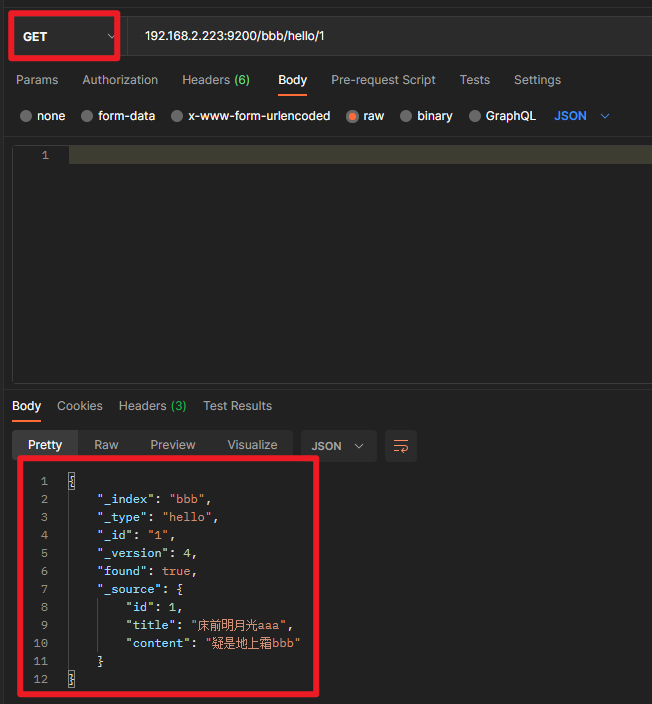 GET 192.168.2.223:9200/bbb/hello/1
Params Authorization Headers (6) Body Pre-request Script Tests Settings
none form-data x-www-form-urlencoded raw binary GraphQL JSON
1
Body Cookies Headers (3) Test Results
Pretty Raw Preview Visualize JSON
1 {
2 "_index": "bbb",
3 "_type": "hello",
4 "_id": "1",
5 "_version": 4,
6 "found": true,
7 "_source": {
8 "id": 1,
9 "title": "床前明月光aaa",
10 "content": "疑是地上霜bbb"
11 }
12 }